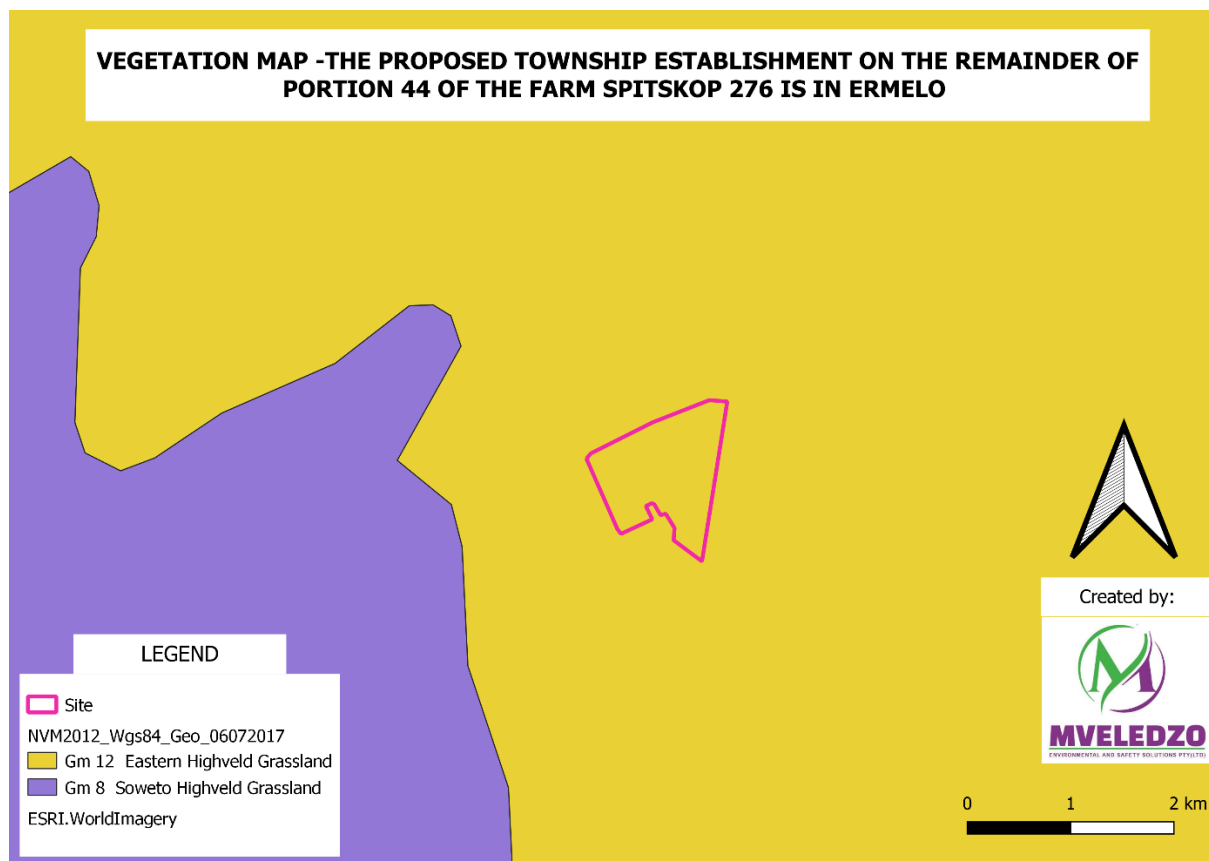 VEGETATION MAP -THE PROPOSED TOWNSHIP ESTABLISHMENT ON THE REMAINDER OF
PORTION 44 OF THE FARM SPITSKOP 276 IS IN ERMELO
LEGEND
Site
NVM2012_Wgs84_Geo_06072017
Gm 12 Eastern Highveld Grassland
Gm 8 Soweto Highveld Grassland
ESRI.WorldImagery
Created by:
MVELEDZO
ENVIRONMENTAL AND SAFETY SOLUTIONS PTY(LTD)
0 1 2 km